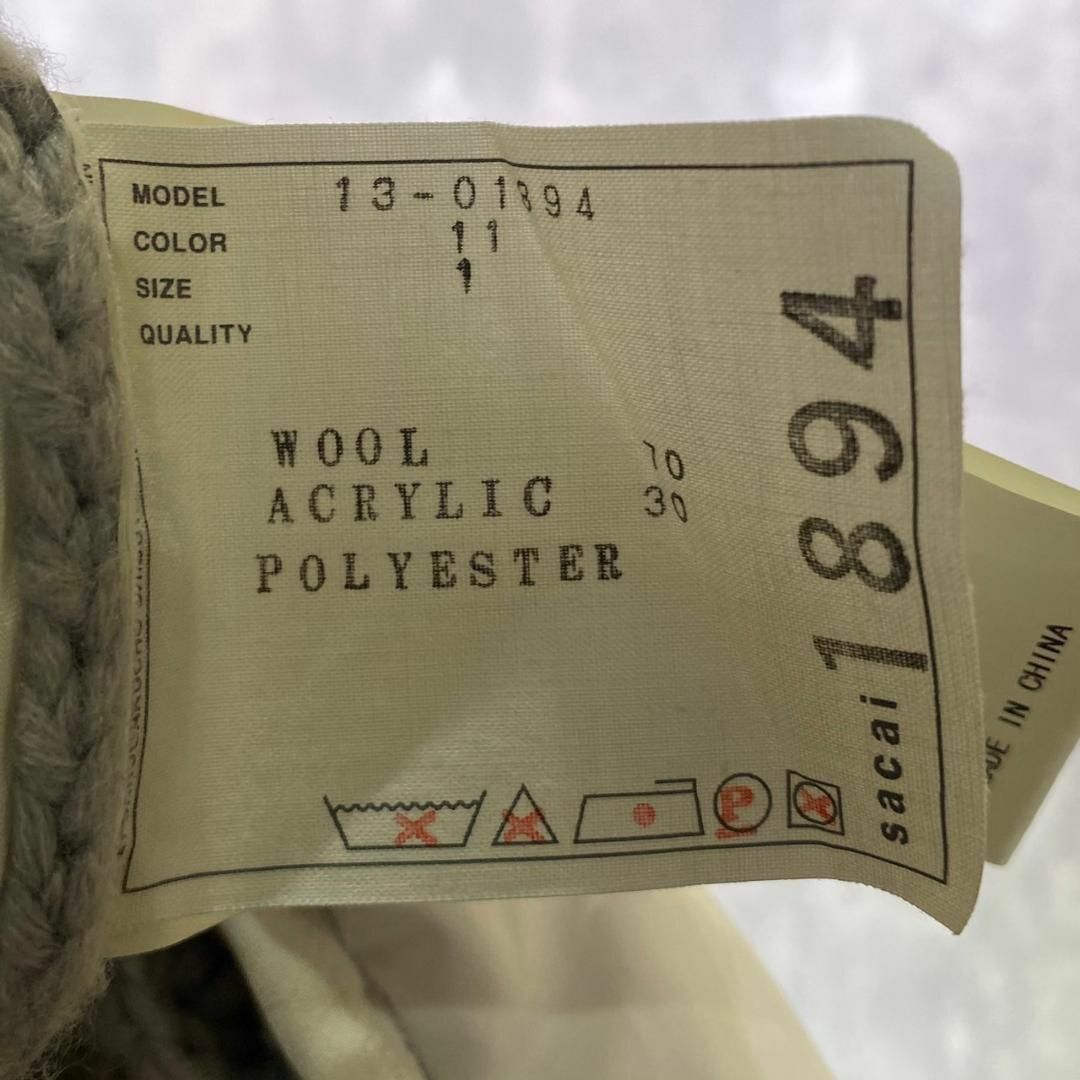 MODEL 13-01894
COLOR 11
SIZE 1
QUALITY
WOOL 70
ACRYLIC 30
POLYESTER
P
sacai 1894
IN CHINA